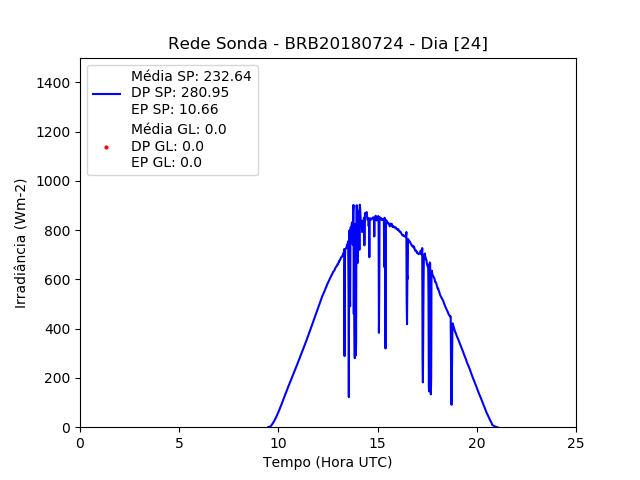 Rede Sonda - BRB20180724 - Dia [24]
Média SP: 232.64
DP SP: 280.95
EP SP: 10.66
Média GL: 0.0
DP GL: 0.0
EP GL: 0.0
1400
1200
1000
800
600
400
200
0
Irradiância (Wm-2)
0 5 10 15 20 25
Tempo (Hora UTC)